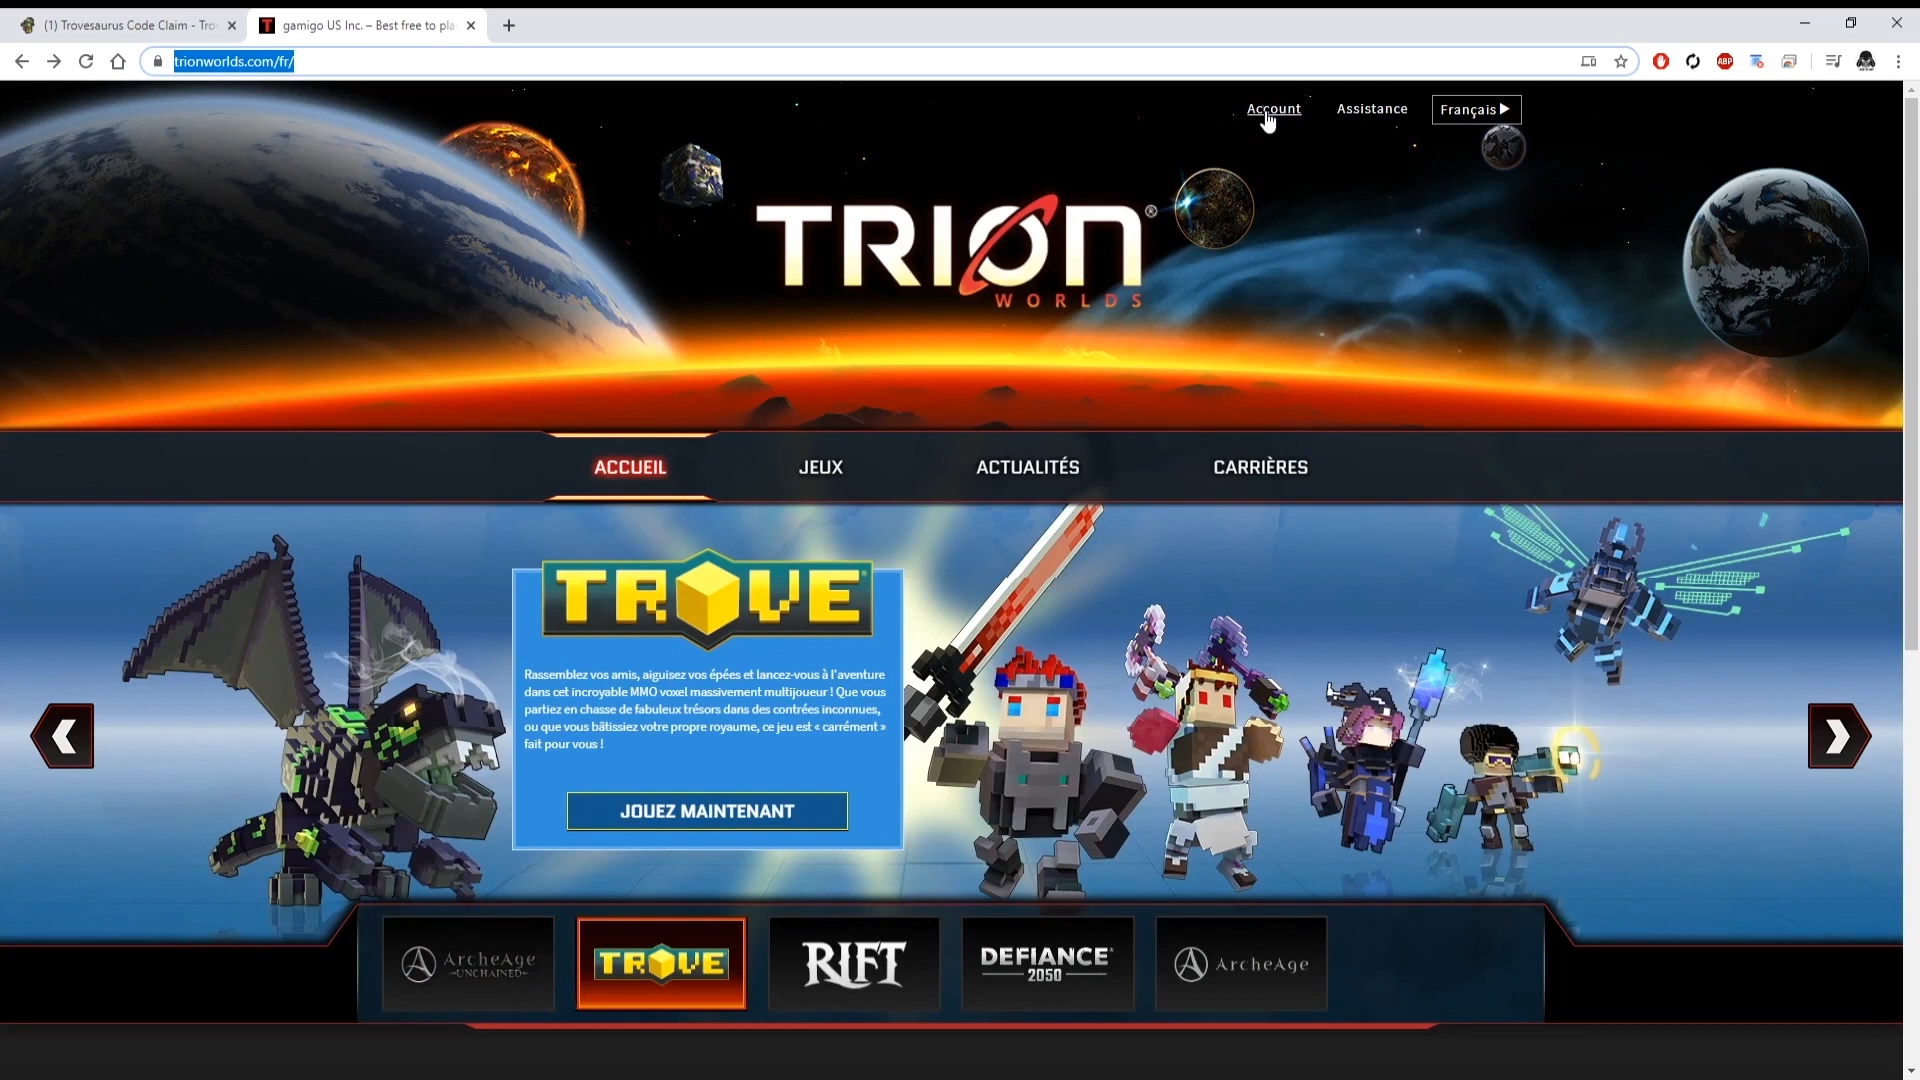 (1) Trovesaurus Code Claim - Trov
gamigo US Inc. – Best free to play
trionworlds.com/fr/
ABP
Account
Assistance
Français
TRION®
WORLDS
ACCUEIL
JEUX
ACTUALITÉS
CARRIÈRES
TROVE
Rassemblez vos amis, aiguisez vos épées et lancez-vous à l'aventure
dans cet incroyable MMO voxel massivement multijoueur ! Que vous
partiez en chasse de fabuleux trésors dans des contrées inconnues,
ou que vous bâtissiez votre propre royaume, ce jeu est « carrément »
fait pour vous !
JOUEZ MAINTENANT
ArcheAge
UNCHAINED
TROVE
RIFT
DEFIANCE
2050
ArcheAge